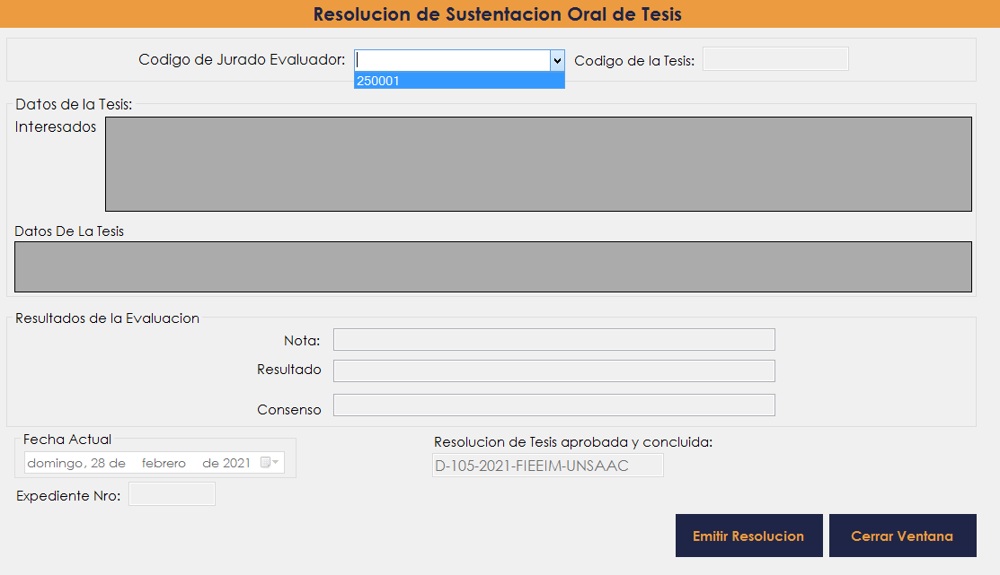 Resolucion de Sustentacion Oral de Tesis
Codigo de Jurado Evaluador:
Codigo de la Tesis:
250001
Datos de la Tesis:
Interesados
Datos De La Tesis
Resultados de la Evaluacion
Nota:
Resultado
Consenso
Fecha Actual
domingo, 28 de febrero de 2021
Resolucion de Tesis aprobada y concluida:
D-105-2021-FIEEIM-UNSAAC
Expediente Nro:
Emitir Resolucion
Cerrar Ventana